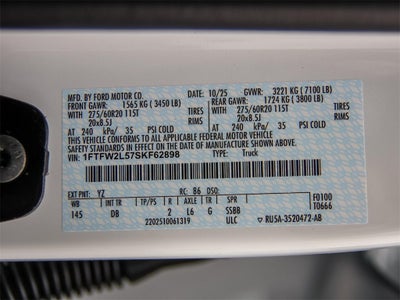 MFD. BY FORD MOTOR CO. 10/25 GVWR: 3221 KG (7100 LB)
FRONT GAWR: 1565 KG (3450 LB) REAR GAWR: 1724 KG (3800 LB)
275/60R20 115T TIRES 275/60R20 115T TIRES
20x8.5J RIMS 20x8.5J RIMS
AT 240 kPa/ 35 PSI COLD AT 240 kPa/ 35 PSI COLD
THIS VEHICLE CONFORMS TO ALL APPLICABLE FEDERAL MOTOR VEHICLE
SAFETY STANDARDS IN EFFECT ON THE DATE OF MANUFACTURE SHOWN ABOVE.
VIN: 1FTFW2L57SKF62898 TYPE: Truck
EXT PNT: YZ RC: 86 DSO:
WB INT TR TP/PS R AXLE TR SPR F0100
145 DB 2 L6 G SSBB T0666
2202510061319 ULC RU5A-3520472-AB